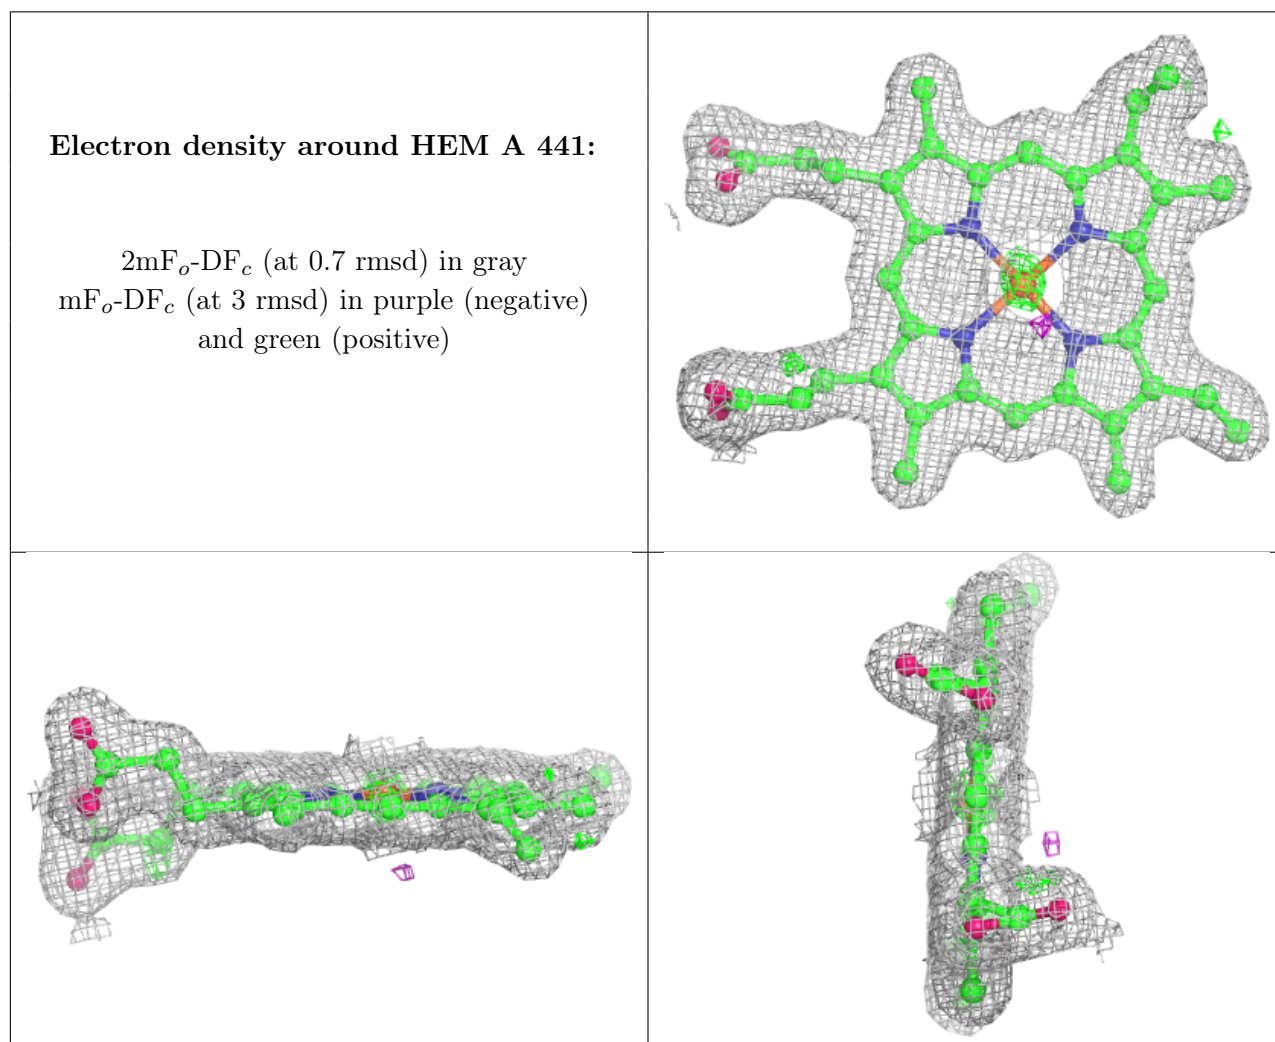 Electron density around HEM A 441:
2mFo-DFc (at 0.7 rmsd) in gray
mFo-DFc (at 3 rmsd) in purple (negative)
and green (positive)